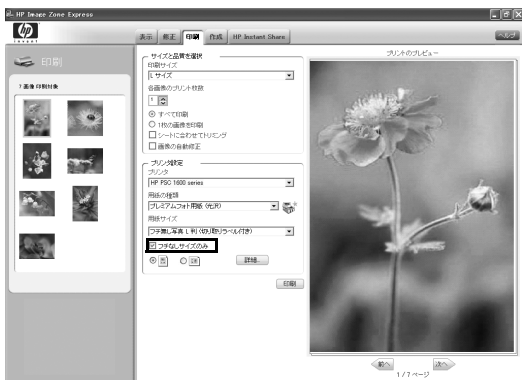 HP Image Zone Express
hp
invent
表示 修正 印刷 作成 HP Instant Share
ヘルプ
印刷
7 画像 印刷対象
サイズと品質を選択
印刷サイズ
L サイズ
各画像のプリント枚数
1
すべて印刷
1枚の画像を印刷
シートに合わせてトリミング
画像の自動修正
プリンタ設定
プリンタ
HP PSC 1600 series
用紙の種類
プレミアムフォト用紙 (光沢)
用紙サイズ
フチ無し写真 L 判 (切り取りラベル付き)
フチなしサイズのみ
詳細...
印刷
プリントのプレビュー
前へ
次へ
1 / 7 ページ